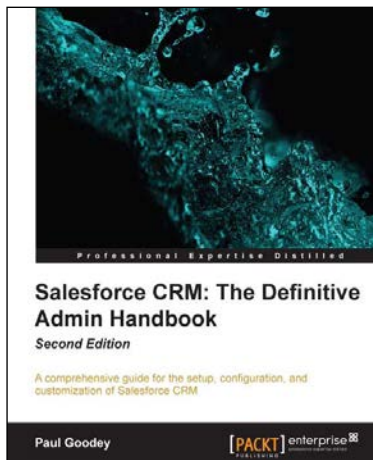 Professional Expertise Distilled
Salesforce CRM: The Definitive
Admin Handbook
Second Edition
A comprehensive guide for the setup, configuration, and
customization of Salesforce CRM
Paul Goodey
[PACKT] enterprise
PUBLISHING